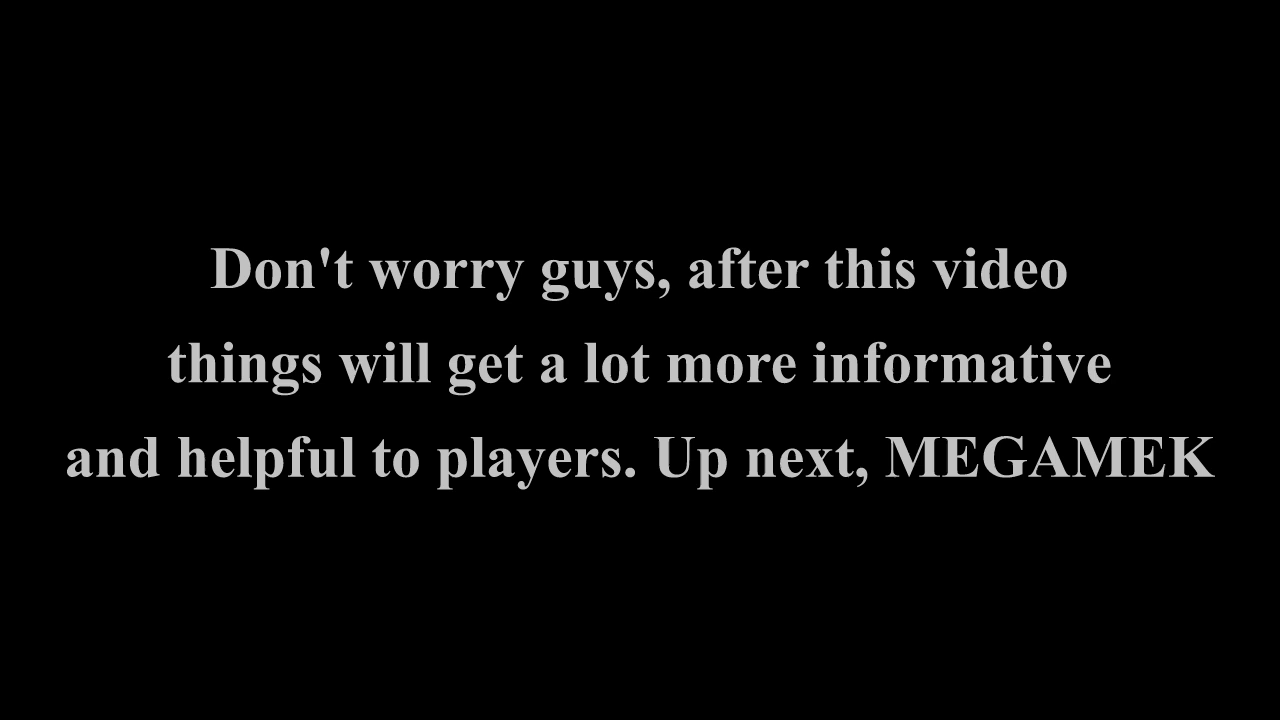 Don't worry guys, after this video
things will get a lot more informative
and helpful to players. Up next, MEGAMEK